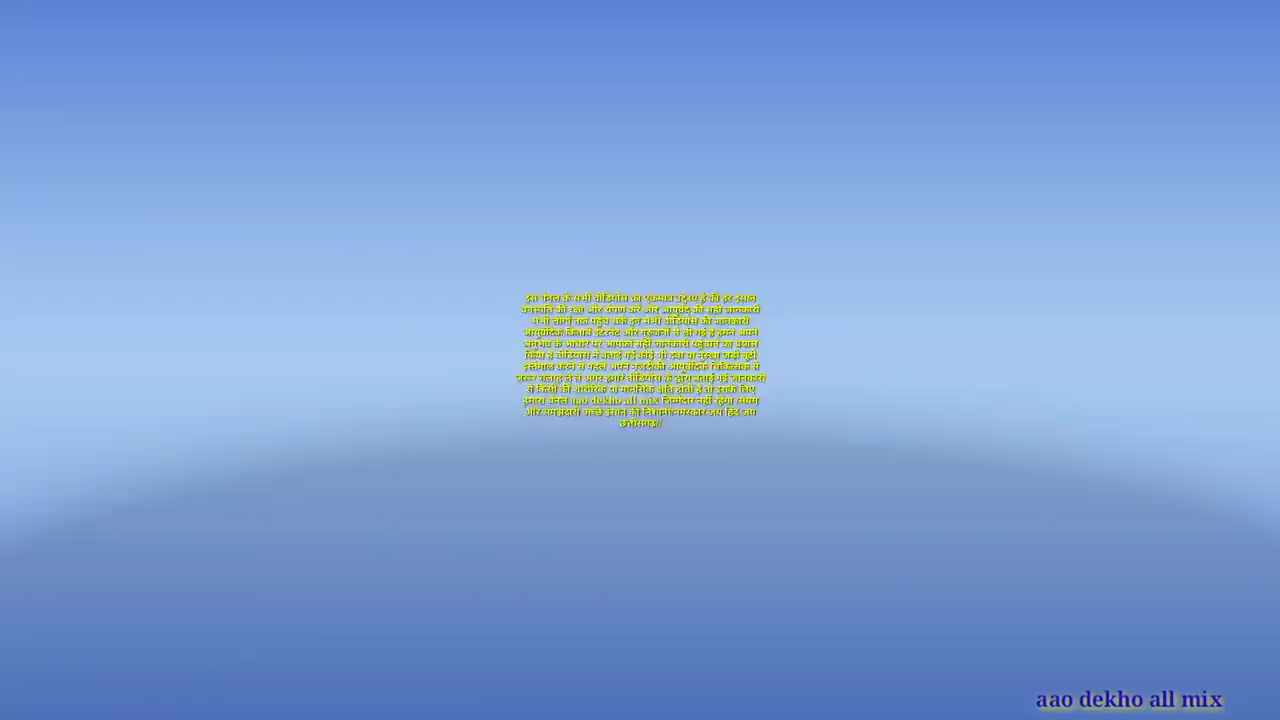 इस चैनल के सभी वीडियोस का एकमात्र उद्देश्य है की हर इंसान
वनस्पति की रक्षा और रोपण करें और आयुर्वेद की सही जानकारी
सभी लोगों तक पहुंच सके इन सभी वीडियोस की जानकारी
आयुर्वेदिक किताबें इंटरनेट और गुरुजनों से ली गई है हमने अपने
अनुभव के आधार पर आपको सही जानकारी पहुंचाने का प्रयास
किया है वीडियोस में बताई गई कोई भी दवा या नुस्खा जड़ी बूटी
इस्तेमाल करने से पहले अपने नजदीकी आयुर्वेदिक चिकित्सक से
जरूर सलाह ले लें अगर हमारे वीडियोस के द्वारा बताई गई जानकारी
से किसी की शारीरिक या मानसिक क्षति होती है तो इसके लिए
हमारा चैनल aao dekho all mix जिम्मेदार नहीं रहेगा संयम
और समझदारी अच्छे इंसान की निशानी नमस्कार जय हिंद जय
छत्तीसगढ़//
aao dekho all mix